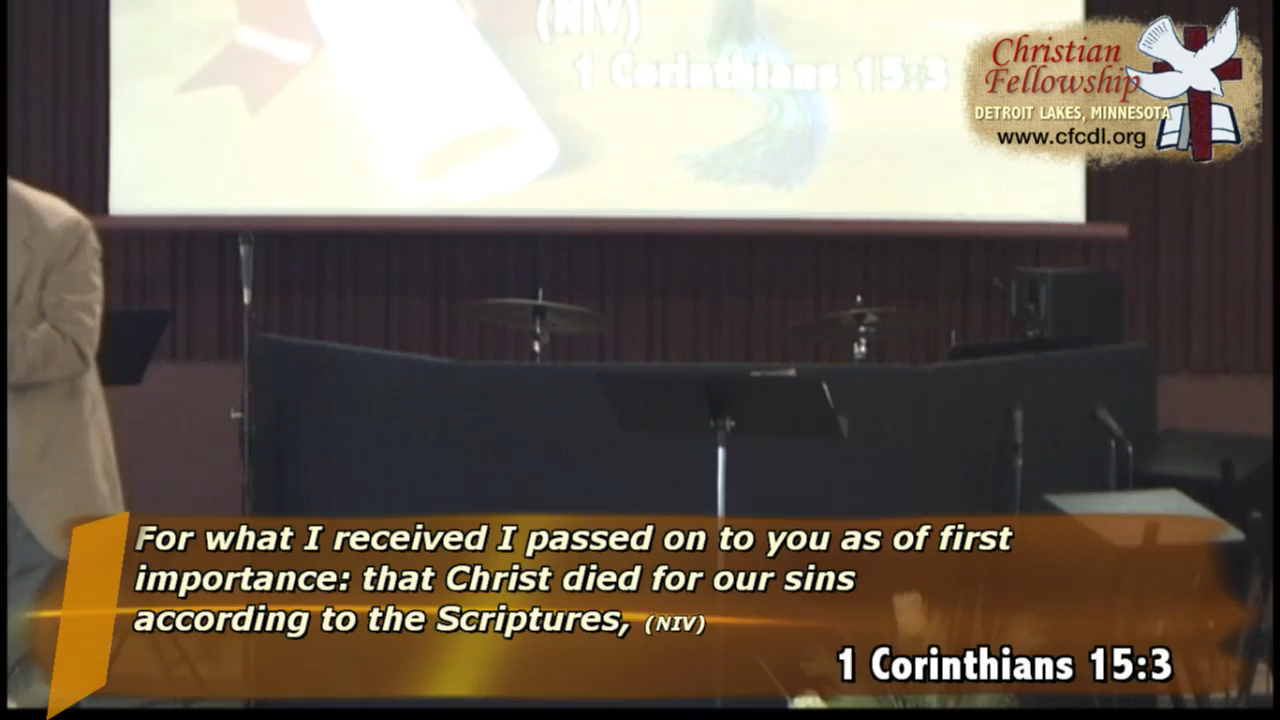 (NIV)
1 Corinthians 15:3
Christian
Fellowship
DETROIT LAKES, MINNESOTA
www.cfcdl.org
For what I received I passed on to you as of first
importance: that Christ died for our sins
according to the Scriptures, (NIV)
1 Corinthians 15:3